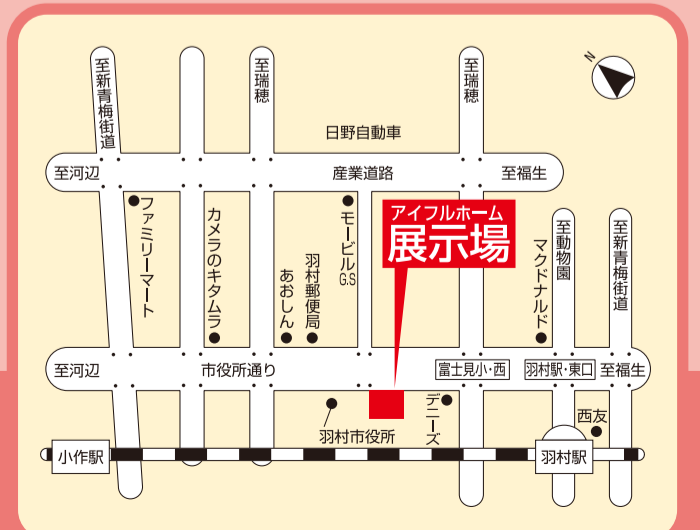 N
至新青梅街道
至瑞穂
至瑞穂
日野自動車
至河辺
産業道路
至福生
ファミリーマート
カメラのキタムラ
あおしん
羽村郵便局
モービルG.S
アイフルホーム
展示場
マクドナルド
至動物園
至新青梅街道
至河辺
市役所通り
富士見小・西
羽村駅・東口
至福生
羽村市役所
デニーズ
西友
小作駅
羽村駅